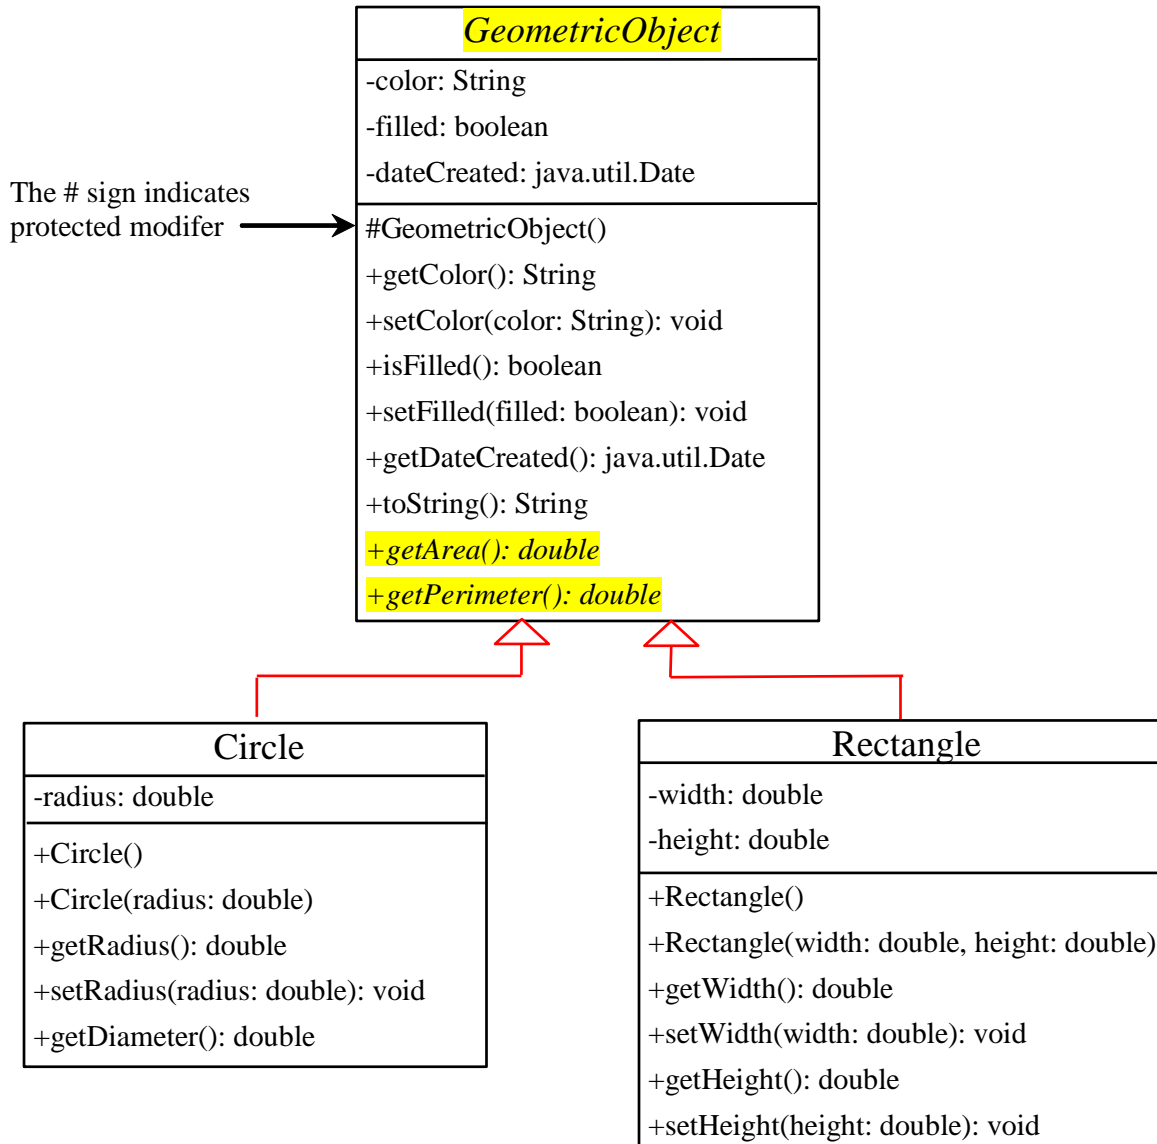 GeometricObject
-color: String
-filled: boolean
-dateCreated: java.util.Date
The # sign indicates
protected modifer
#GeometricObject()
+getColor(): String
+setColor(color: String): void
+isFilled(): boolean
+setFilled(filled: boolean): void
+getDateCreated(): java.util.Date
+toString(): String
+getArea(): double
+getPerimeter(): double
Circle
-radius: double
+Circle()
+Circle(radius: double)
+getRadius(): double
+setRadius(radius: double): void
+getDiameter(): double
Rectangle
-width: double
-height: double
+Rectangle()
+Rectangle(width: double, height: double)
+getWidth(): double
+setWidth(width: double): void
+getHeight(): double
+setHeight(height: double): void